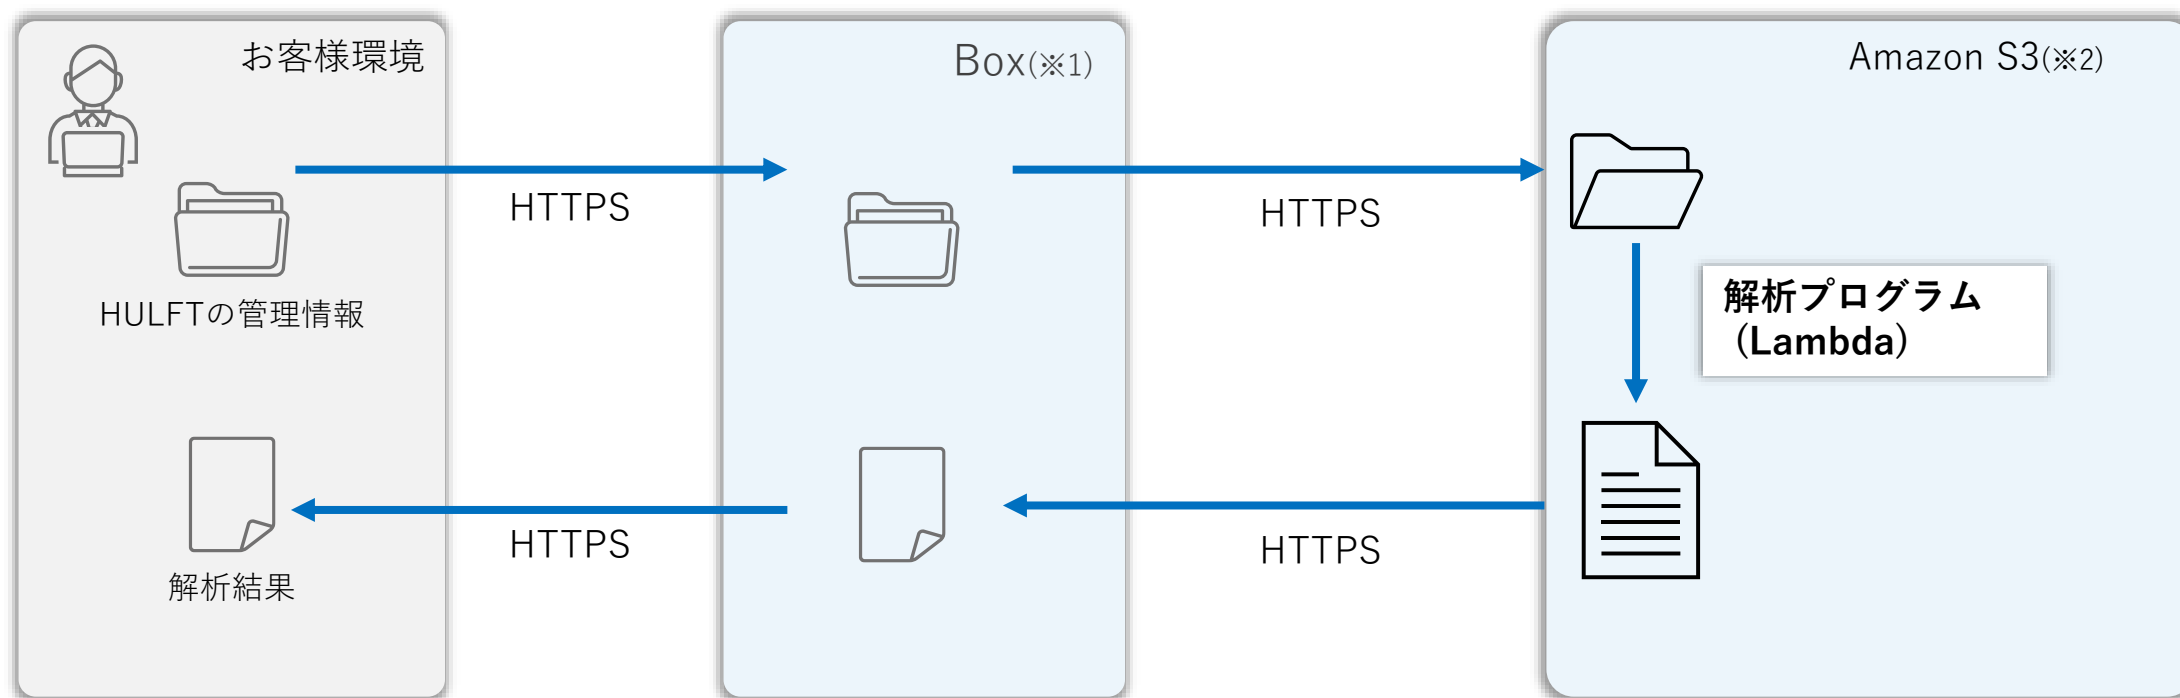 お客様環境
Box(※1)
Amazon S3(※2)
HTTPS
HTTPS
HULFTの管理情報
解析プログラム
(Lambda)
HTTPS
HTTPS
解析結果